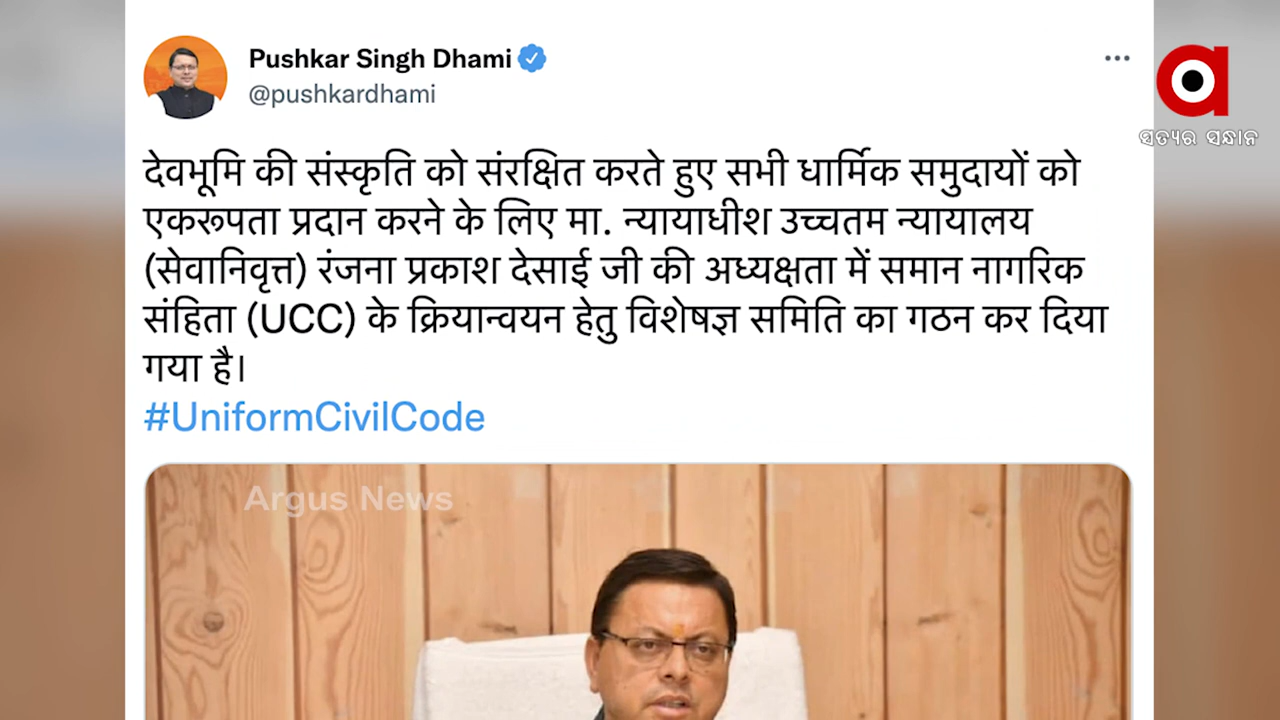 Pushkar Singh Dhami
@pushkardhami
ସତ୍ୟର ସନ୍ଧାନ
देवभूमि की संस्कृति को संरक्षित करते हुए सभी धार्मिक समुदायों को
एकरूपता प्रदान करने के लिए मा. न्यायाधीश उच्चतम न्यायालय
(सेवानिवृत्त) रंजना प्रकाश देसाई जी की अध्यक्षता में समान नागरिक
संहिता (UCC) के क्रियान्वयन हेतु विशेषज्ञ समिति का गठन कर दिया
गया है।
#UniformCivilCode
Argus News